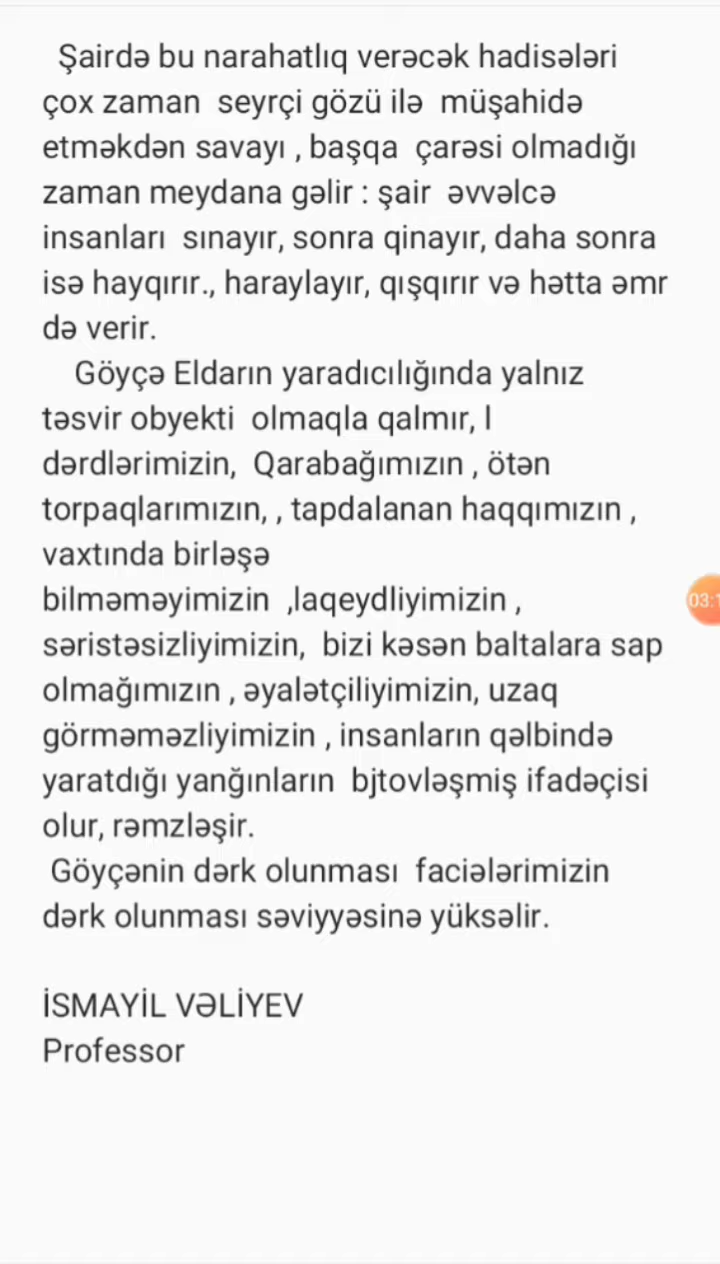 Şairdə bu narahatlıq verəcək hadisələri
çox zaman  seyrçi gözü ilə  müşahidə
etməkdən savayı , başqa  çarəsi olmadığı
zaman meydana gəlir : şair  əvvəlcə
insanları  sınayır, sonra qinayır, daha sonra
isə hayqırır., haraylayır, qışqırır və hətta əmr
də verir.
Göyçə Eldarın yaradıcılığında yalnız
təsvir obyekti  olmaqla qalmır, l
dərdlərimizin,  Qarabağımızın , ötən
torpaqlarımızın, , tapdalanan haqqımızın ,
vaxtında birləşə
bilməməyimizin  ,laqeydliyimizin ,
səristəsizliyimizin,  bizi kəsən baltalara sap
olmağımızın , əyalətçiliyimizin, uzaq
görməməzliyimizin , insanların qəlbində
yaratdığı yanğınların  bjtovləşmiş ifadəçisi
olur, rəmzləşir.
Göyçənin dərk olunması  faciələrimizin
dərk olunması səviyyəsinə yüksəlir.
İSMAYİL VƏLİYEV
Professor